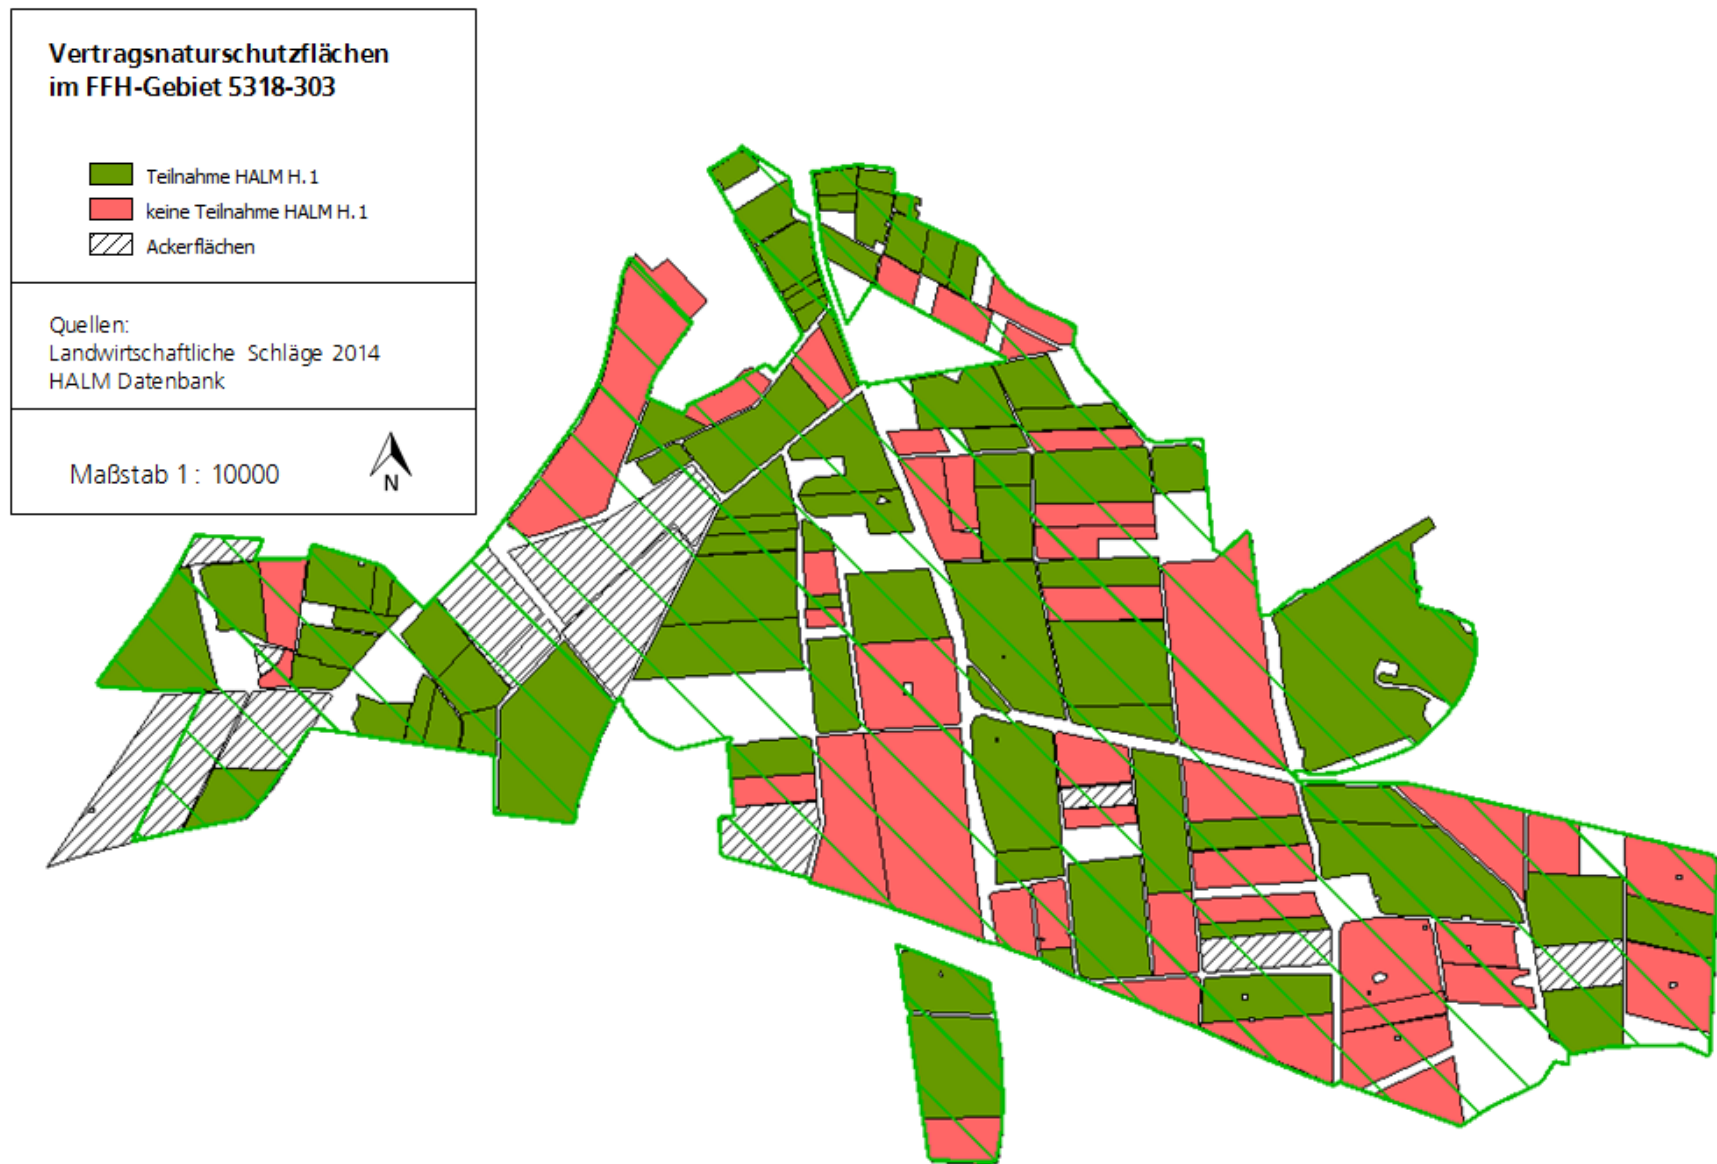 Vertragsnaturschutzflächen
im FFH-Gebiet 5318-303
Teilnahme HALM H.1
keine Teilnahme HALM H.1
Ackerflächen
Quellen:
Landwirtschaftliche Schläge 2014
HALM Datenbank
Maßstab 1 : 10000
N